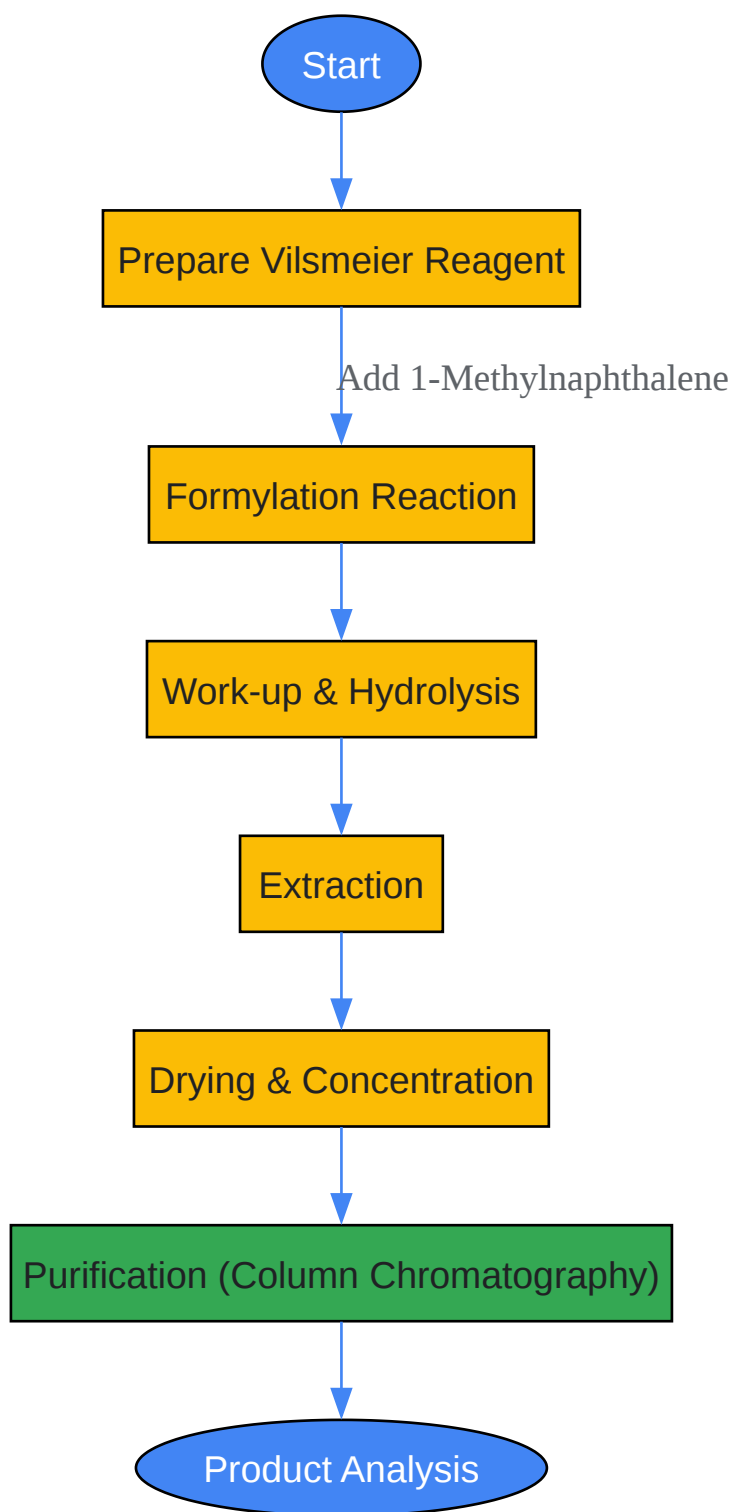 Start
Prepare Vilsmeier Reagent
Add 1-Methylnaphthalene
Formylation Reaction
Work-up & Hydrolysis
Extraction
Drying & Concentration
Purification (Column Chromatography)
Product Analysis